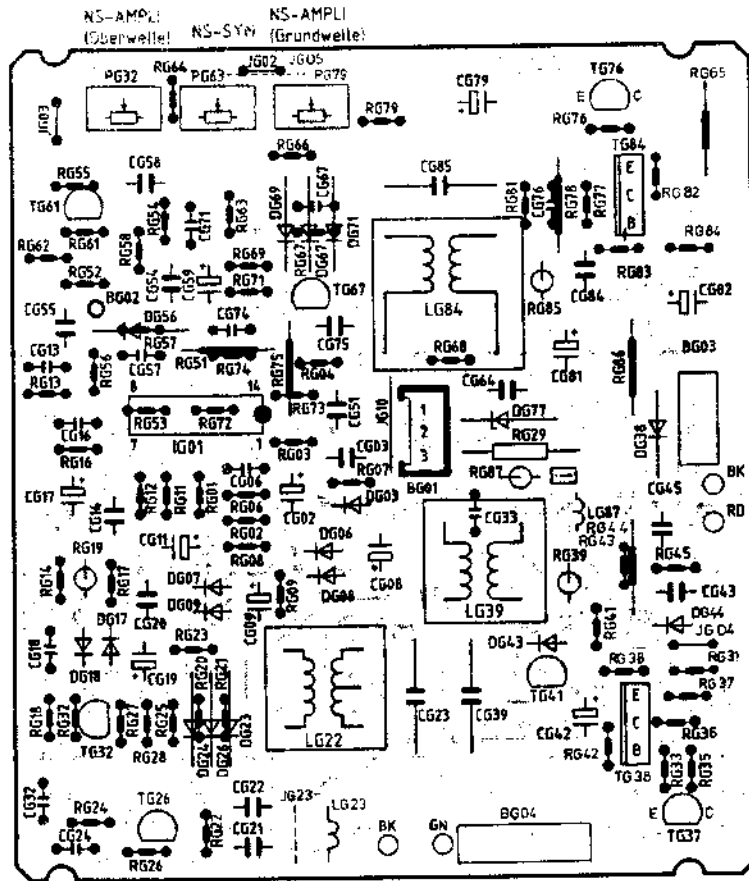 NS-AMPLI
(Oberwelle)
NS-SYN
NS-AMPLI
(Grundwelle)
RG64
JG02
JG05
PG32
PG63
PG79
CG79
TG76
E C
RG65
JG03
RG79
RG76
TG84
RG66
RG55
CG58
CG85
E
C
B
TG61
RG54
CG71
RG63
DG69
CG67
RG67
DG67
DG71
RG81
CG76
RG78
RG77
RG82
RG61
RG62
RG58
RG69
RG84
RG83
RG52
CG54
CG59
RG71
TG67
LG84
RG85
CG84
CG82
BG02
CG55
DG56
CG74
CG75
RG57
RG68
CG81
RG86
BG03
CG13
RG56
CG57
RG51
RG74
RG75
RG04
RG13
8
14
CG64
RG53
RG72
RG73
CG51
JG10
1
2
3
DG77
DG38
CG16
7
IG01
1
RG03
CG03
RG29
RG16
RG07
BG01
RG87
BK
CG17
RG12
RG11
RG01
CG06
DG03
CG45
CG14
RG06
CG02
LG87
RD
CG11
RG02
DG06
CG33
RG44
RG43
RG19
RG08
CG08
RG39
RG45
RG14
RG17
DG07
RG09
DG08
LG39
CG43
CG20
DG09
CG09
RG41
DG44
CG18
DG17
RG23
DG43
JG04
DG18
CG19
RG20
RG21
RG38
RG31
TG41
RG37
RG18
RG32
RG27
RG25
CG23
CG39
E
C
B
TG32
RG28
DG24
DG26
DG23
LG22
CG42
RG36
RG42
TG38
RG33
RG35
CG32
CG22
JG23
LG23
RG24
TG26
RG22
BK
GN
BG04
E C
CG24
CG21
RG26
TG37